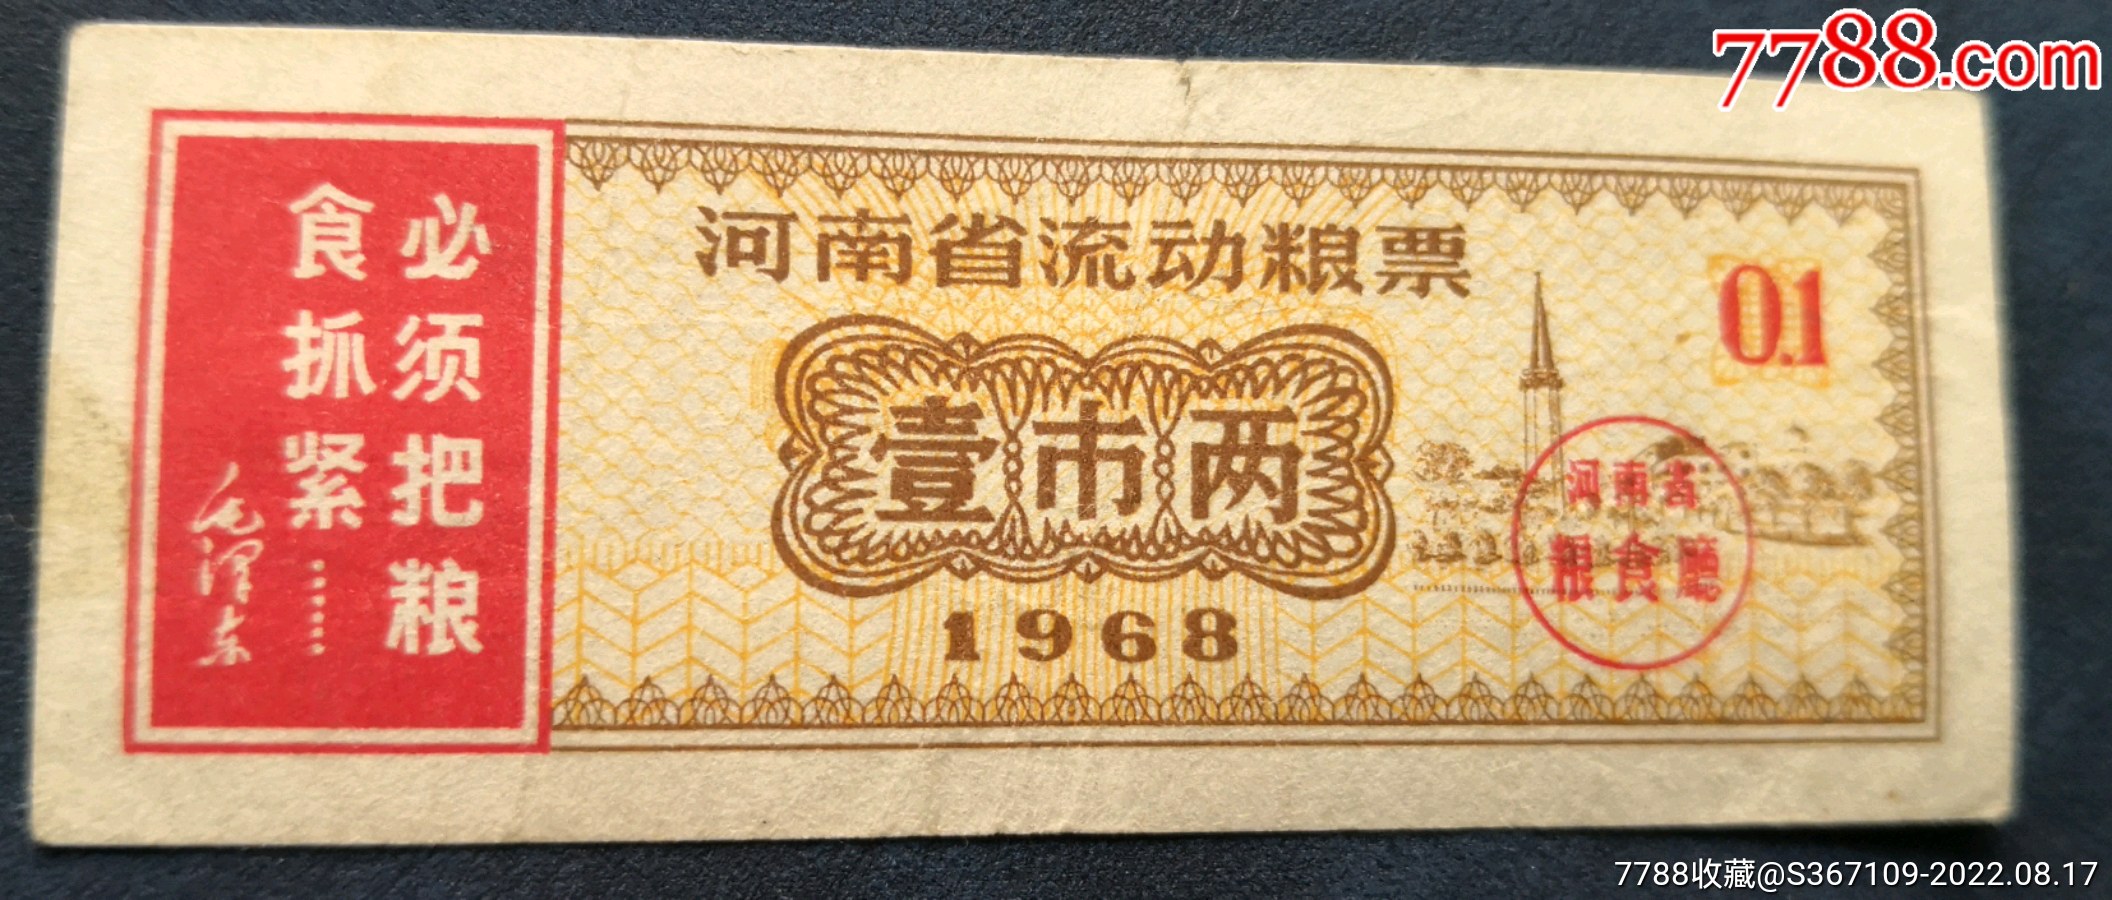 7788.com
必须把粮
食抓紧……
毛泽东
河南省流动粮票
0.1
壹市两
1968
河南省
粮食廳
7788收藏@S367109-2022.08.17